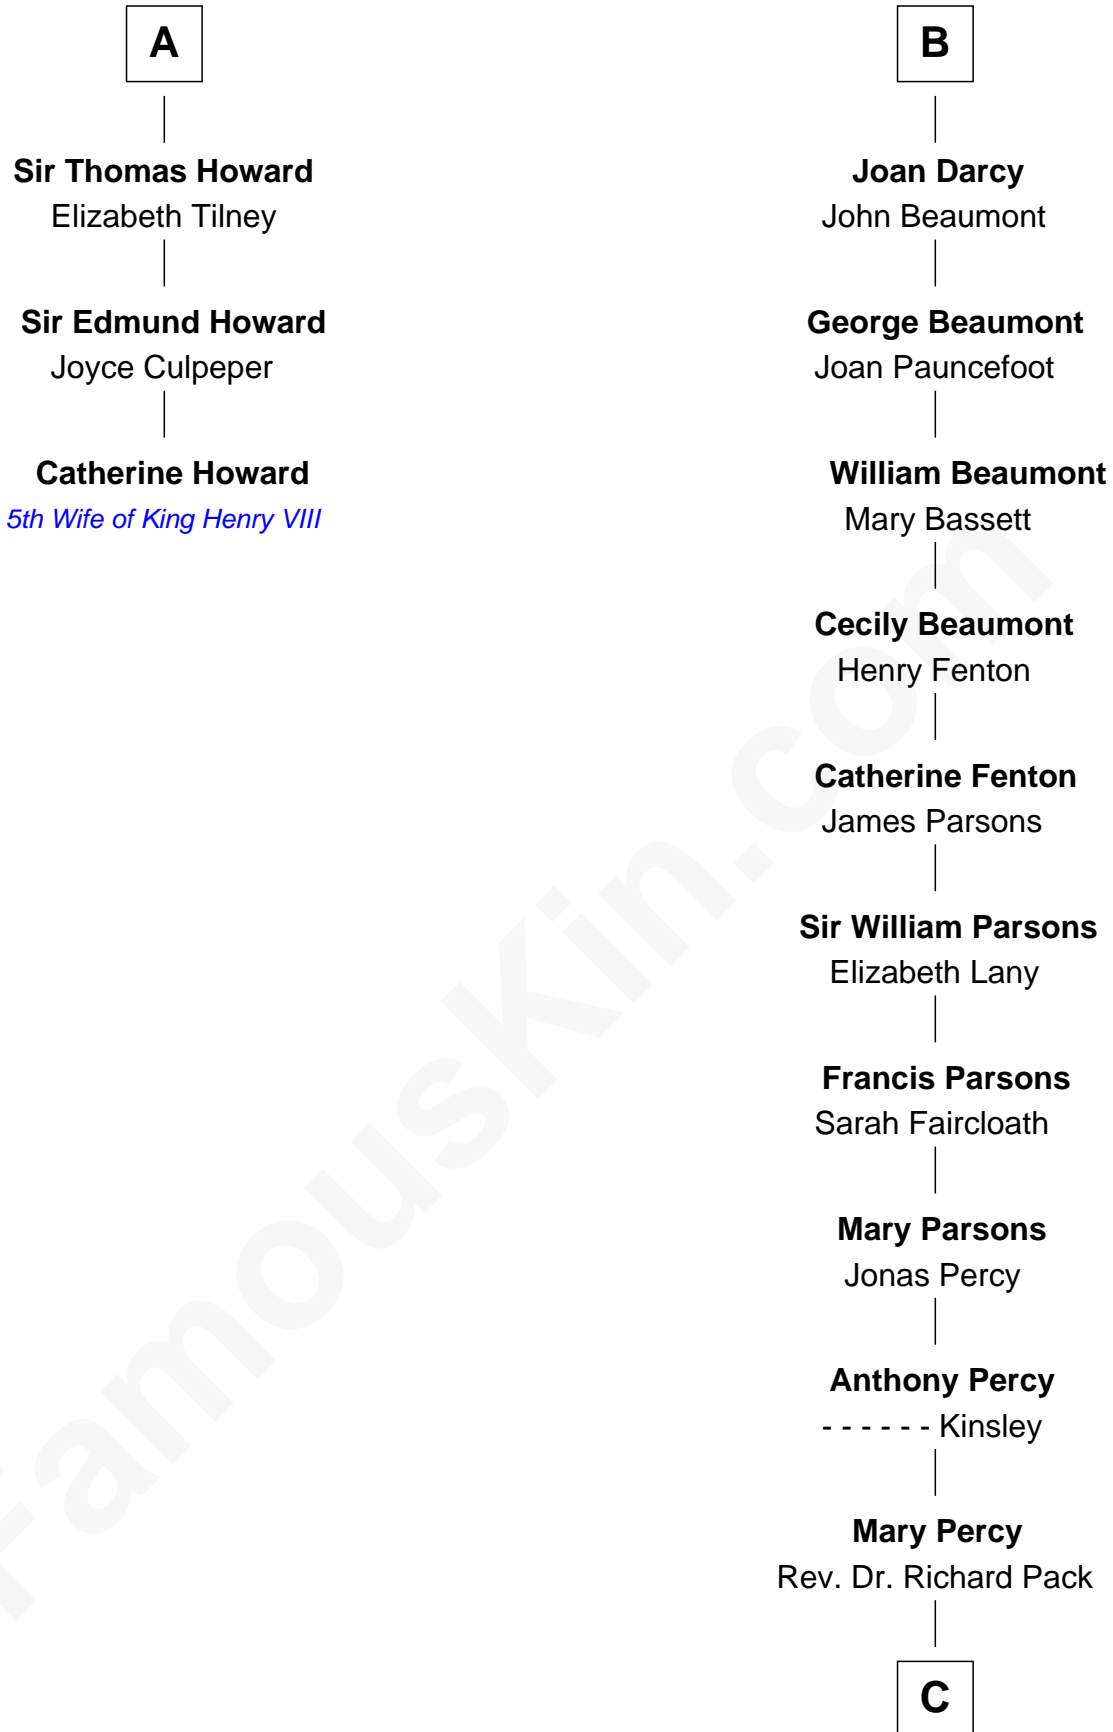 A
Sir Thomas Howard
Elizabeth Tilney
Sir Edmund Howard
Joyce Culpeper
Catherine Howard
5th Wife of King Henry VIII
B
Joan Darcy
John Beaumont
George Beaumont
Joan Pauncefoot
William Beaumont
Mary Bassett
Cecily Beaumont
Henry Fenton
Catherine Fenton
James Parsons
Sir William Parsons
Elizabeth Lany
Francis Parsons
Sarah Faircloath
Mary Parsons
Jonas Percy
Anthony Percy
- - - - - - Kinsley
Mary Percy
Rev. Dr. Richard Pack
C
FamousKin.com